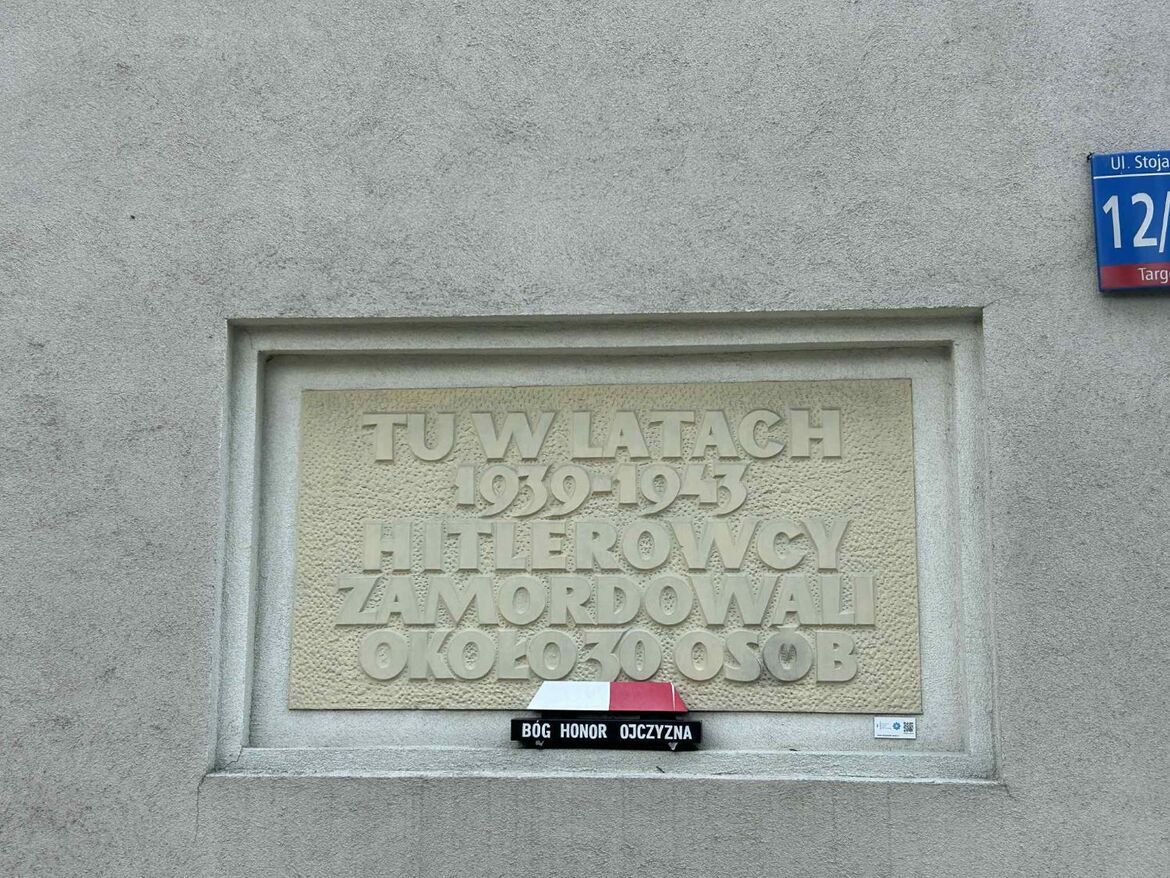 Ul. Stoja
12/
Targ
TU W LATACH
1939-1943
HITLEROWCY
ZAMORDOWALI
OKOŁO 30 OSÓB
BÓG HONOR OJCZYZNA